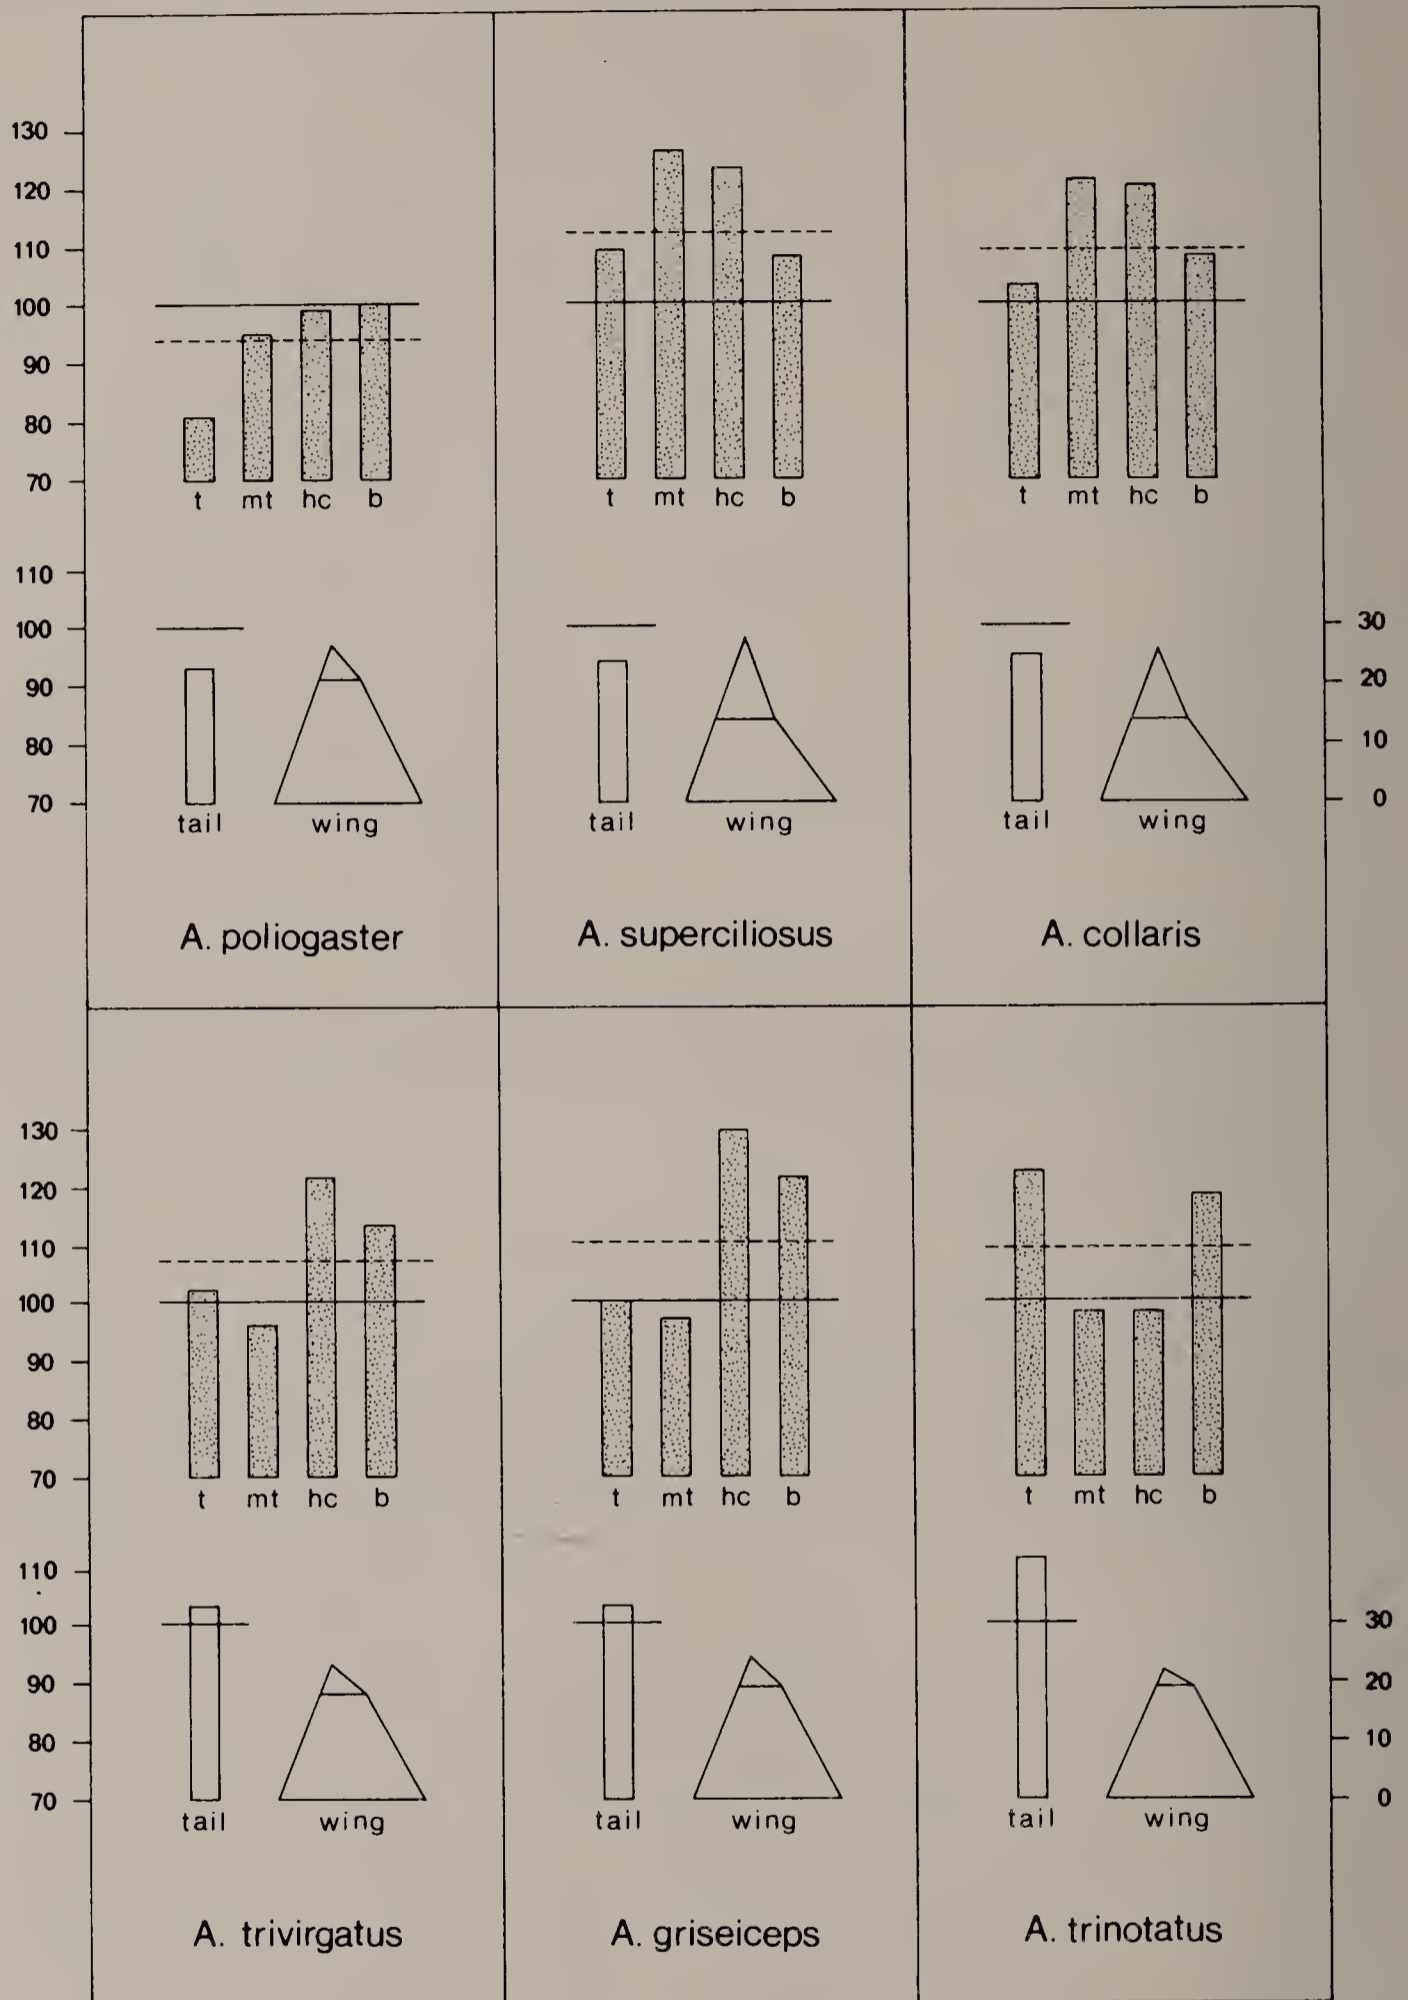 130
120
110
100
90
80
70
t mt hc b
t mt hc b
t mt hc b
110
100
90
80
70
30
20
10
0
tail wing
tail wing
tail wing
A. poliogaster
A. superciliosus
A. collaris
130
120
110
100
90
80
70
t mt hc b
t mt hc b
t mt hc b
110
100
90
80
70
30
20
10
0
tail wing
tail wing
tail wing
A. trivirgatus
A. griseiceps
A. trinotatus